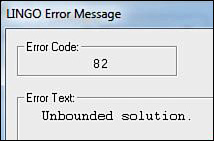 LINGO Error Message
Error Code:
82
Error Text:
Unbounded solution.